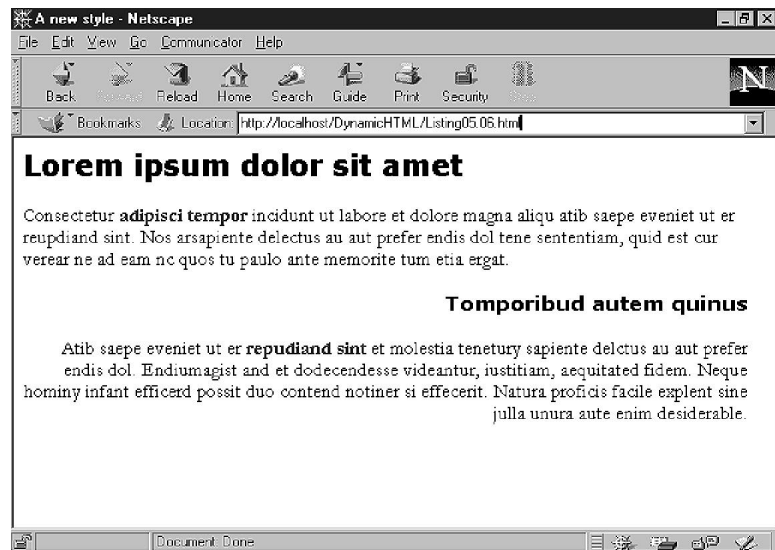 A new style - Netscape
File Edit View Go Communicator Help
Back Forward Reload Home Search Guide Print Security Stop
N
Bookmarks Location: http://localhost/DynamicHTML/Listing05.06.html
Lorem ipsum dolor sit amet
Consectetur adipisci tempor incidunt ut labore et dolore magna aliqu atib saepe eveniet ut er
reupdiand sint. Nos arsapiente delectus au aut prefer endis dol tene sententiam, quid est cur
verear ne ad eam nc quos tu paulo ante memorite tum etia ergat.
Tomporibud autem quinus
Atib saepe eveniet ut er repudiand sint et molestia tenetury sapiente delctus au aut prefer
endis dol. Endiumagist and et dodecendesse videantur, iustitiam, aequitated fidem. Neque
hominy infant efficerd possit duo contend notiner si effecerit. Natura proficis facile explent sine
julla unura aute enim desiderable.
Document: Done